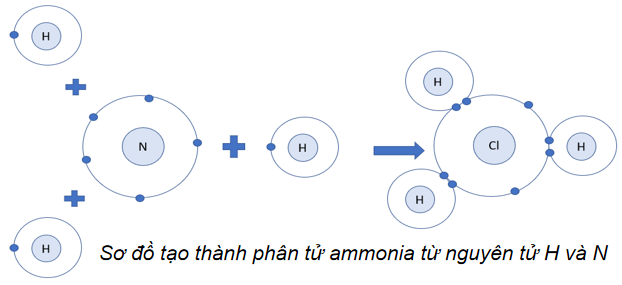 H
H
N
H
Cl
H
H
H
Sơ đồ tạo thành phân tử ammonia từ nguyên tử H và N